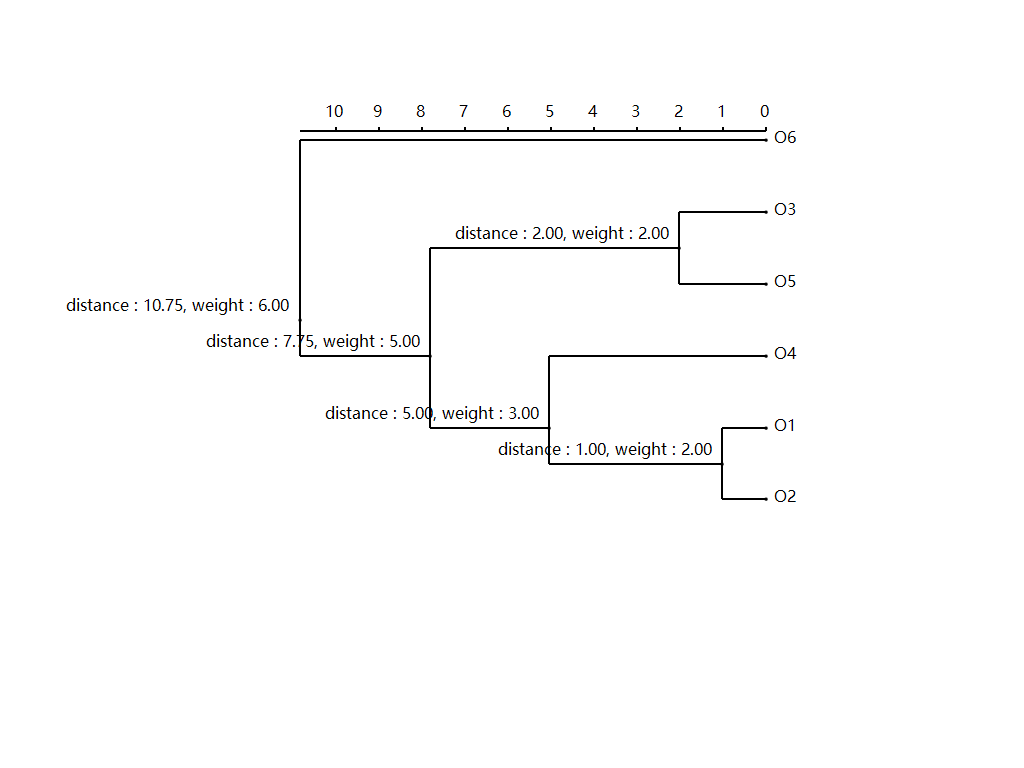 10 9 8 7 6 5 4 3 2 1 0
O6
O3
distance : 2.00, weight : 2.00
O5
distance : 10.75, weight : 6.00
distance : 7.75, weight : 5.00
O4
distance : 5.00, weight : 3.00
O1
distance : 1.00, weight : 2.00
O2